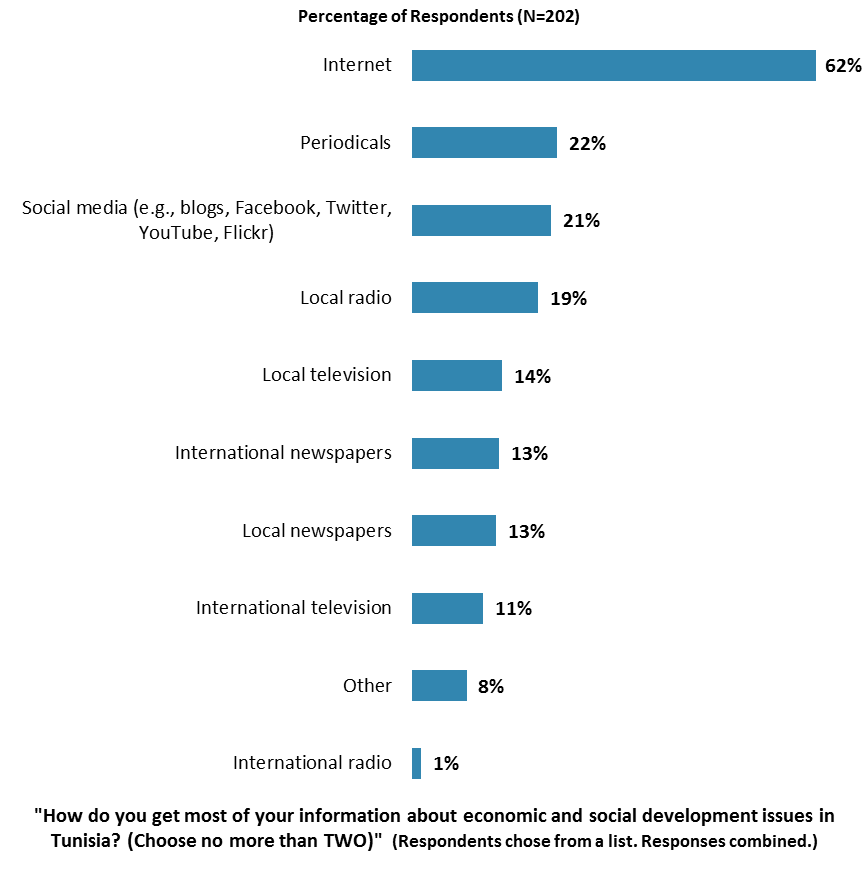 Percentage of Respondents (N=202)
Internet 62%
Periodicals 22%
Social media (e.g., blogs, Facebook, Twitter,
YouTube, Flickr) 21%
Local radio 19%
Local television 14%
International newspapers 13%
Local newspapers 13%
International television 11%
Other 8%
International radio 1%
"How do you get most of your information about economic and social development issues in
Tunisia? (Choose no more than TWO)" (Respondents chose from a list. Responses combined.)